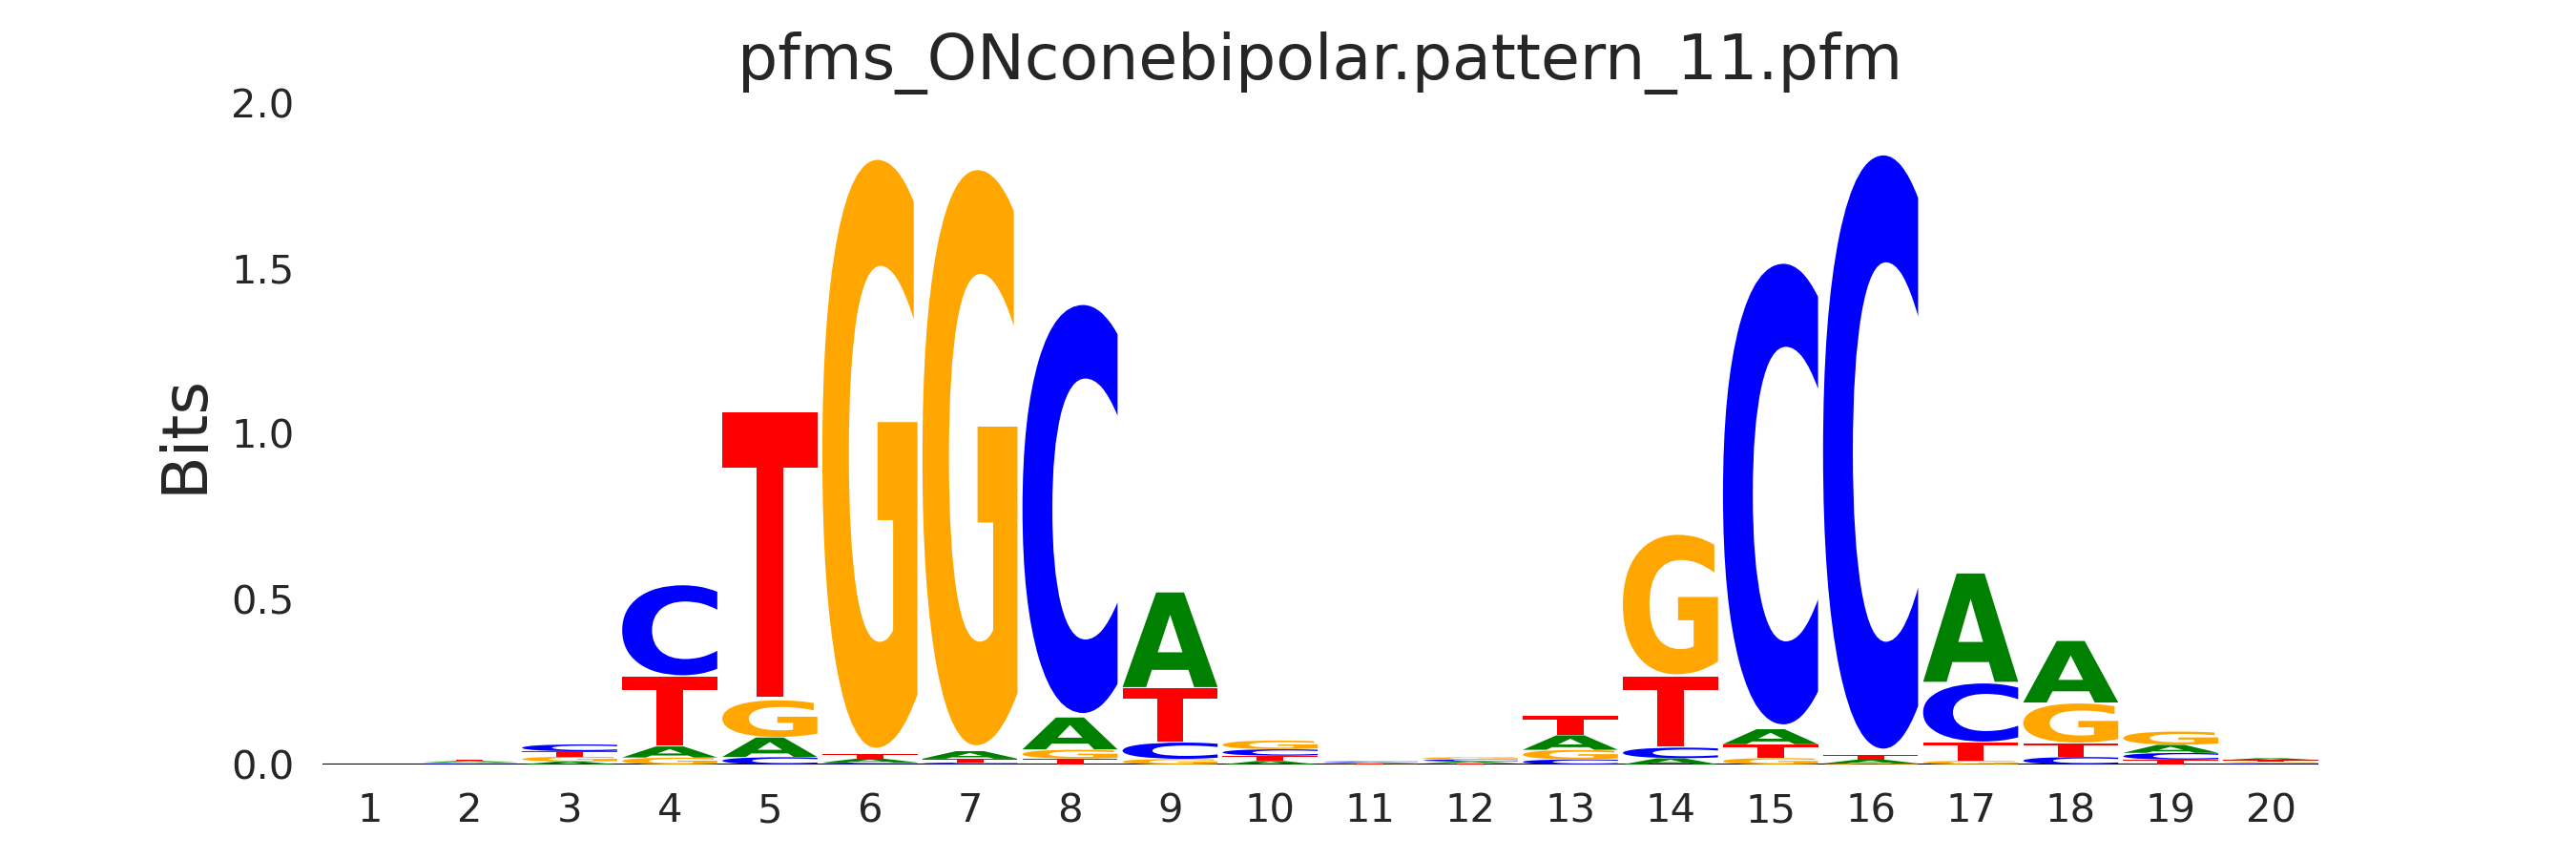 pfms_ONconebipolar.pattern_11.pfm
2.0
1.5
1.0
0.5
0.0
Bits
C T A G
T G A C
G T A C
G A T C
C A G T
A T C G
G C T A
T A G C
G T C A
C A T G
A C T G
A G T C
1 2 3 4 5 6 7 8 9 10 11 12 13 14 15 16 17 18 19 20